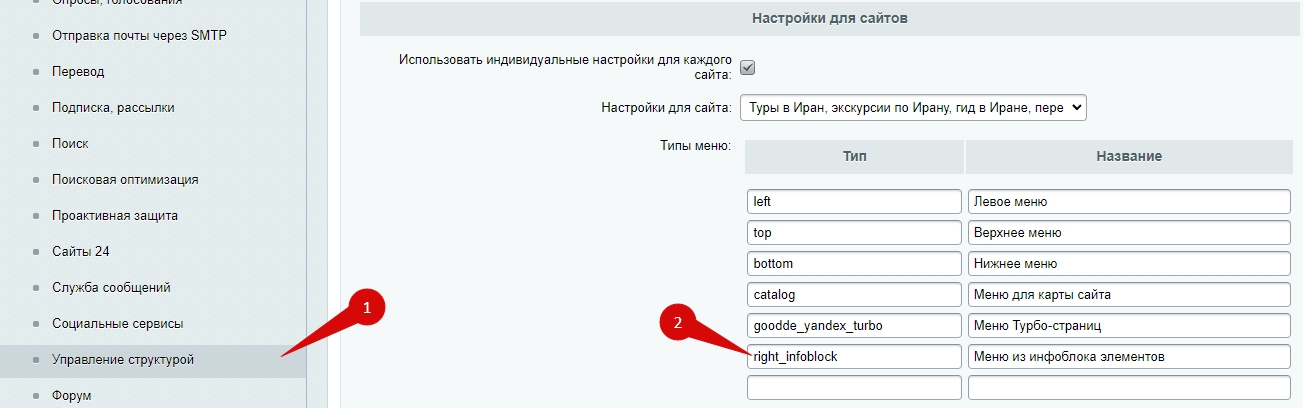 Опросы, голосования
Отправка почты через SMTP
Перевод
Подписка, рассылки
Поиск
Поисковая оптимизация
Проактивная защита
Сайты 24
Служба сообщений
Социальные сервисы
Управление структурой
Форум
1
Настройки для сайтов
Использовать индивидуальные настройки для каждого
сайта:
Настройки для сайта: Туры в Иран, экскурсии по Ирану, гид в Иране, пере
Типы меню: Тип Название
left Левое меню
top Верхнее меню
bottom Нижнее меню
catalog Меню для карты сайта
goodde_yandex_turbo Меню Турбо-страниц
right_infoblock Меню из инфоблока элементов
2